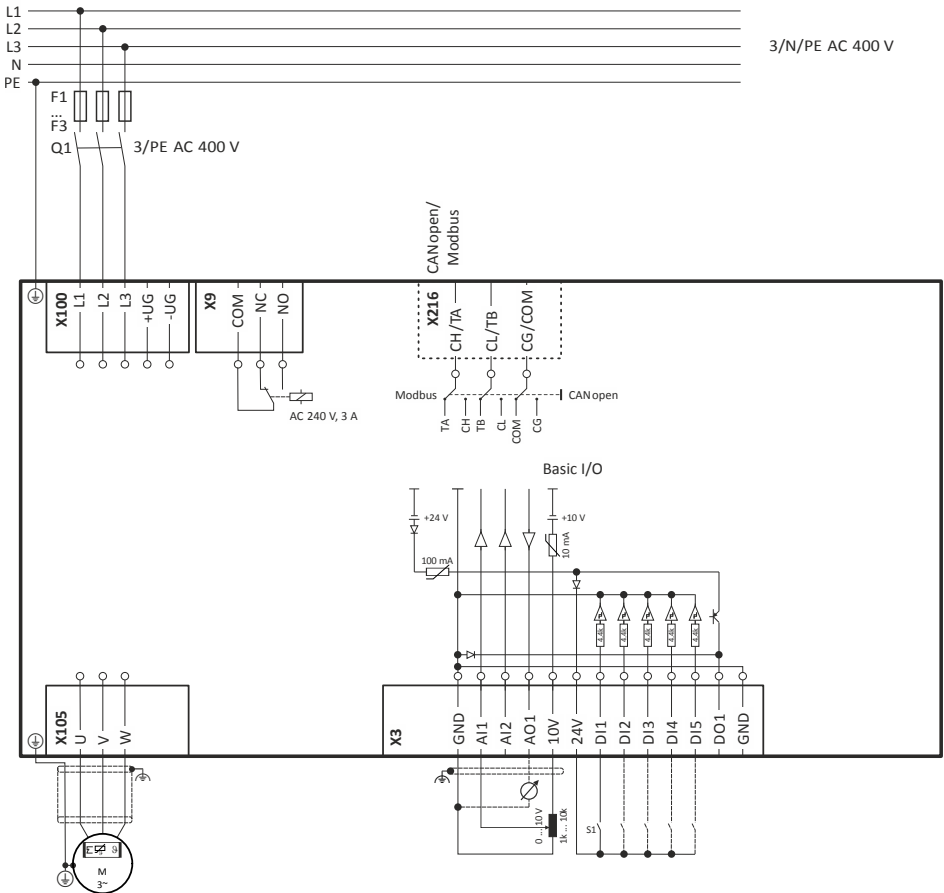 L1
L2
L3
N
PE
3/N/PE AC 400 V
F1
...
F3
Q1
3/PE AC 400 V
CANopen/
Modbus
X100
L1
L2
L3
+UG
-UG
X9
COM
NC
NO
X216
CH/TA
CL/TB
CG/COM
AC 240 V, 3 A
Modbus
CANopen
TA
CH
TB
CL
COM
CG
Basic I/O
+24 V
+10 V
10 mA
100 mA
4.4k
4.4k
4.4k
4.4k
4.4k
X105
U
V
W
X3
GND
AI1
AI2
AO1
10V
24V
DI1
DI2
DI3
DI4
DI5
DO1
GND
0 ... 10 V
1k ... 10k
S1
M
3~